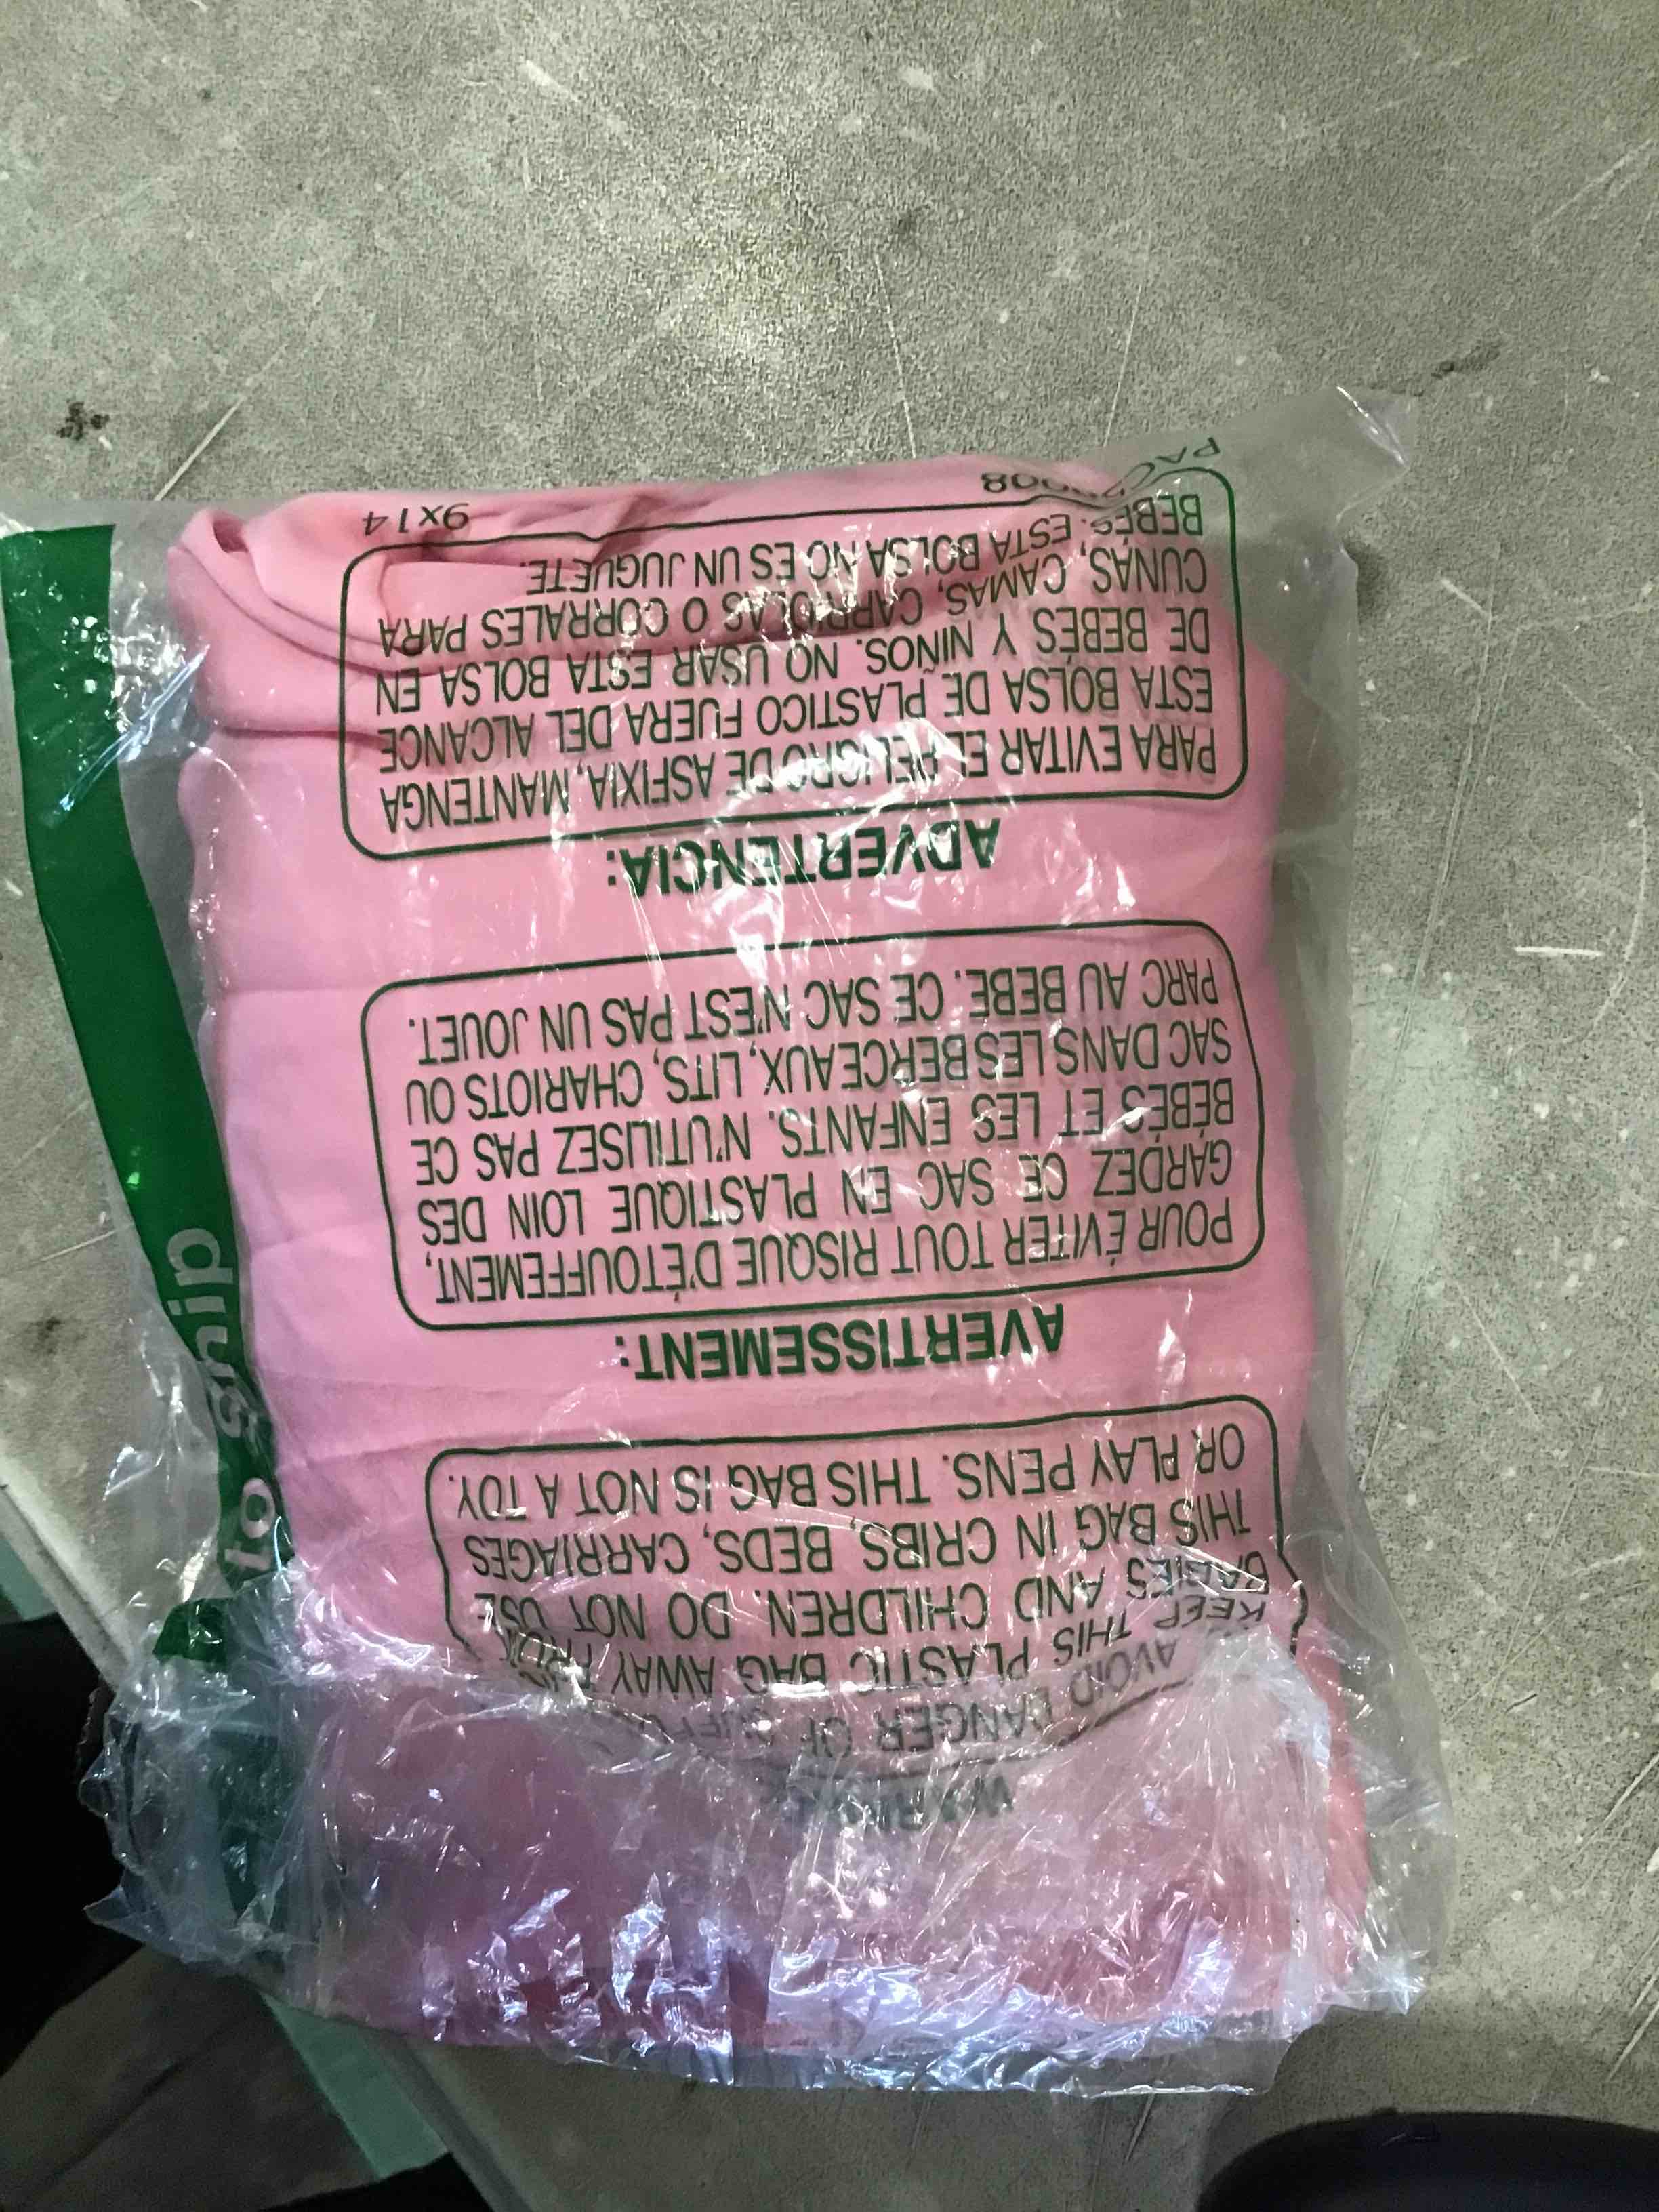 WARNING
AVOID DANGER OF
KEEP THIS PLASTIC BAG AWAY FROM
BABIES AND CHILDREN. DO NOT USE
THIS BAG IN CRIBS, BEDS, CARRIAGES
OR PLAY PENS. THIS BAG IS NOT A TOY.
AVERTISSEMENT:
POUR ÉVITER TOUT RISQUE D'ÉTOUFFEMENT,
GARDEZ CE SAC EN PLASTIQUE LOIN DES
BÉBÉS ET LES ENFANTS. N'UTILISEZ PAS CE
SAC DANS LES BERCEAUX, LITS, CHARIOTS OU
PARC AU BEBE. CE SAC N'EST PAS UN JOUET.
ADVERTENCIA:
PARA EVITAR EL PELIGRO DE ASFIXIA, MANTENGA
ESTA BOLSA DE PLASTICO FUERA DEL ALCANCE
DE BEBÉS Y NIÑOS. NO USAR ESTA BOLSA EN
CUNAS, CAMAS, CARRIOLAS O CORRALES PARA
BEBÉS. ESTA BOLSA NO ES UN JUGUETE.
9x14
to ship